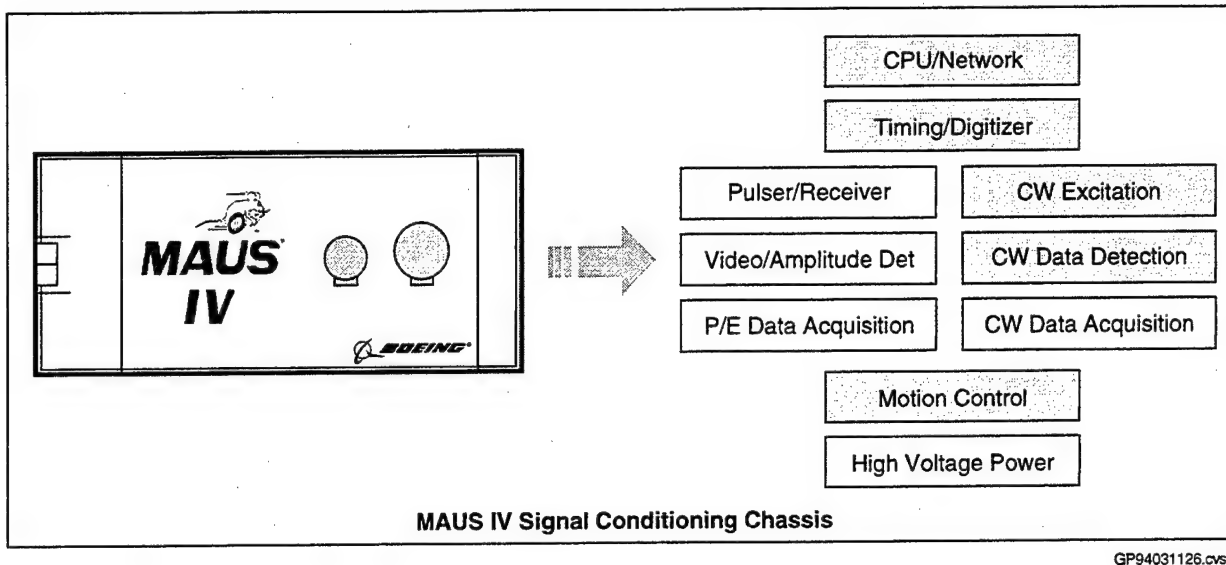 CPU/Network
Timing/Digitizer
Pulser/Receiver
CW Excitation
Video/Amplitude Det
CW Data Detection
P/E Data Acquisition
CW Data Acquisition
Motion Control
High Voltage Power
MAUS
IV
BOEING
MAUS IV Signal Conditioning Chassis
GP94031126.cvs